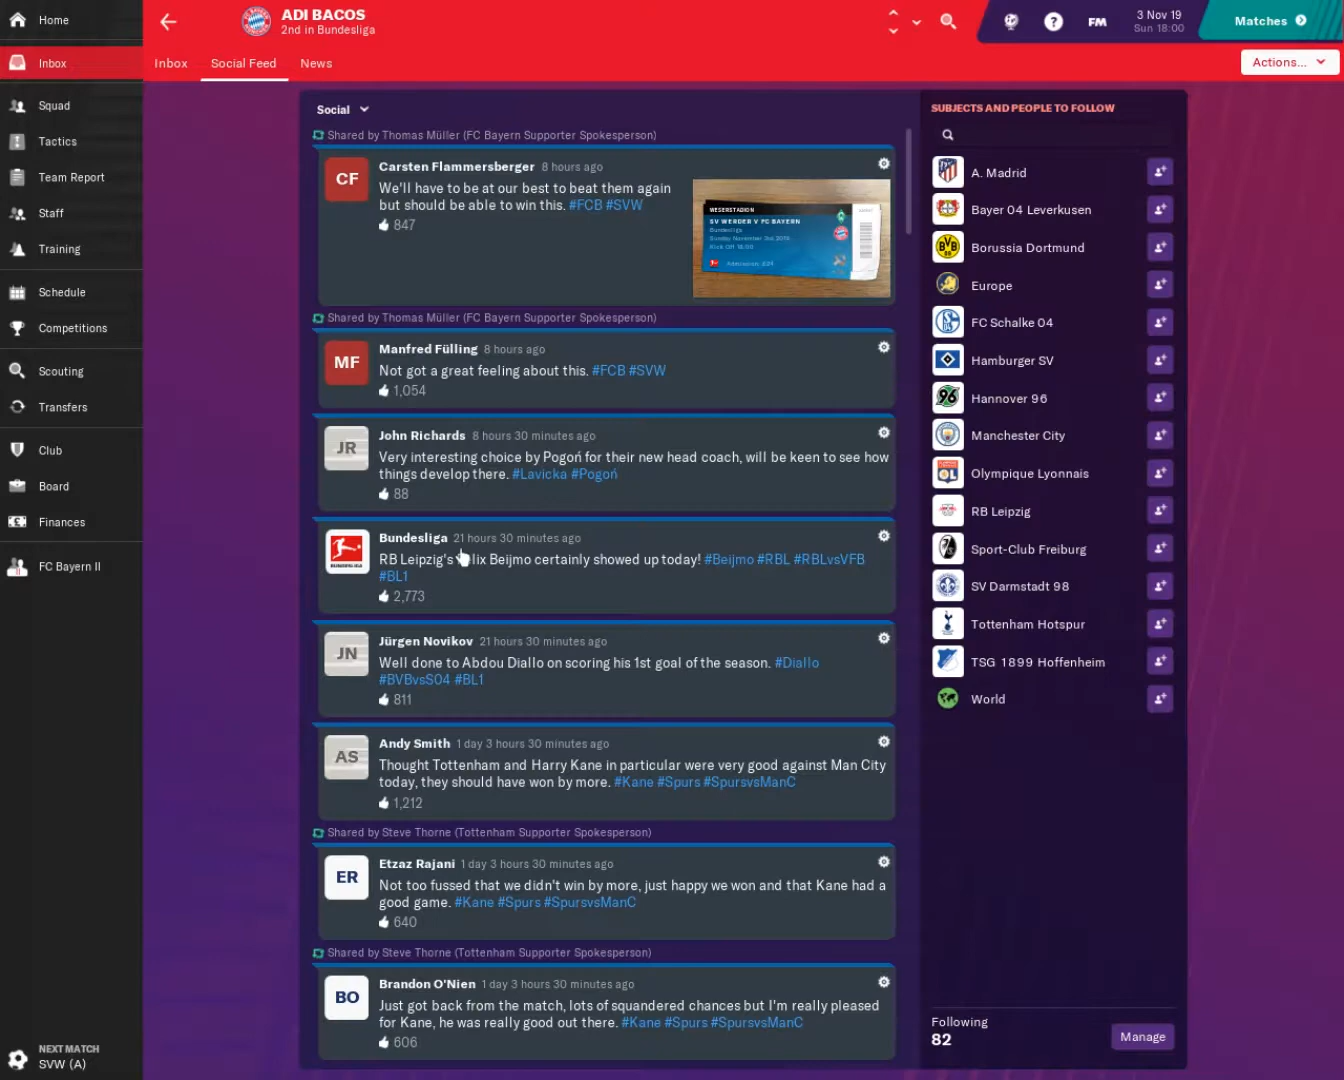 Home
Inbox
Squad
Tactics
Team Report
Staff
Training
Schedule
Competitions
Scouting
Transfers
Club
Board
Finances
FC Bayern II
NEXT MATCH
SVW (A)
ADI BACOS
2nd in Bundesliga
FM
3 Nov 19
Sun 18:00
Matches
Inbox Social Feed News
Actions...
Social
Shared by Thomas Müller (FC Bayern Supporter Spokesperson)
CF
Carsten Flammersberger 8 hours ago
We'll have to be at our best to beat them again
but should be able to win this. #FCB #SVW
847
WESERSTADION
SV WERDER V FC BAYERN
Bundesliga
Sunday November 3rd 2019
Kick Off 18:00
Shared by Thomas Müller (FC Bayern Supporter Spokesperson)
MF
Manfred Fülling 8 hours ago
Not got a great feeling about this. #FCB #SVW
1,054
JR
John Richards 8 hours 30 minutes ago
Very interesting choice by Pogoń for their new head coach, will be keen to see how
things develop there. #Lavicka #Pogoń
88
BUNDESLIGA
Bundesliga 21 hours 30 minutes ago
RB Leipzig's lix Beijmo certainly showed up today! #Beijmo #RBL #RBLvsVFB
#BL1
2,773
JN
Jürgen Novikov 21 hours 30 minutes ago
Well done to Abdou Diallo on scoring his 1st goal of the season. #Diallo
#BVBvsS04 #BL1
811
AS
Andy Smith 1 day 3 hours 30 minutes ago
Thought Tottenham and Harry Kane in particular were very good against Man City
today, they should have won by more. #Kane #Spurs #SpursvsManC
1,212
Shared by Steve Thorne (Tottenham Supporter Spokesperson)
ER
Etzaz Rajani 1 day 3 hours 30 minutes ago
Not too fussed that we didn't win by more, just happy we won and that Kane had a
good game. #Kane #Spurs #SpursvsManC
640
Shared by Steve Thorne (Tottenham Supporter Spokesperson)
BO
Brandon O'Nien 1 day 3 hours 30 minutes ago
Just got back from the match, lots of squandered chances but I'm really pleased
for Kane, he was really good out there. #Kane #Spurs #SpursvsManC
606
SUBJECTS AND PEOPLE TO FOLLOW
A. Madrid
Bayer 04 Leverkusen
Borussia Dortmund
Europe
FC Schalke 04
Hamburger SV
Hannover 96
Manchester City
Olympique Lyonnais
RB Leipzig
Sport-Club Freiburg
SV Darmstadt 98
Tottenham Hotspur
TSG 1899 Hoffenheim
World
Following
82
Manage